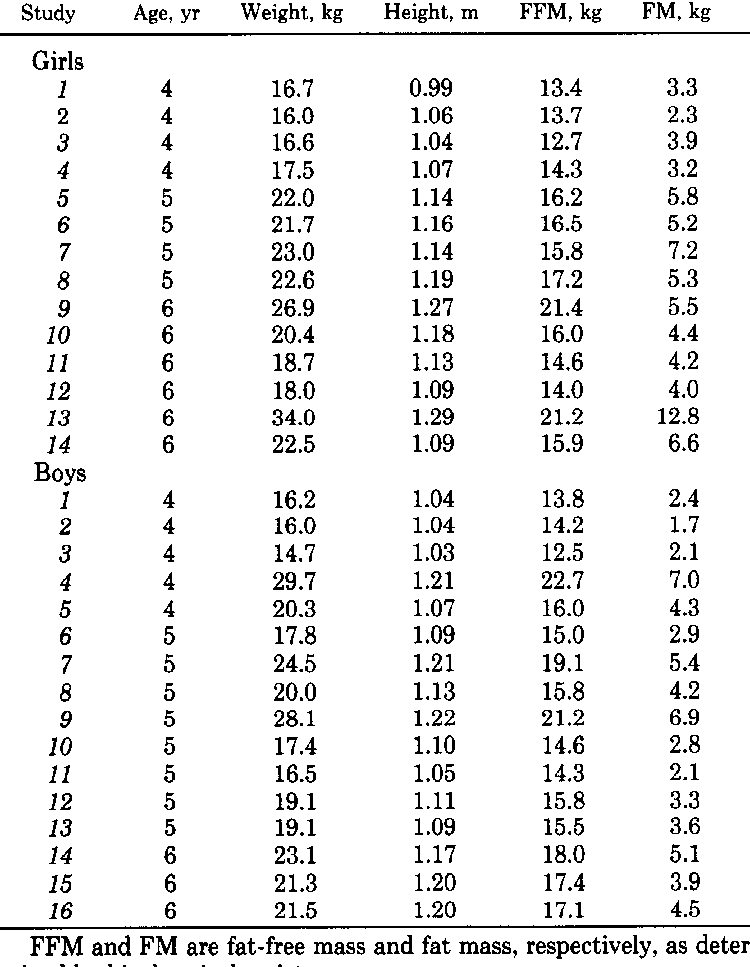 Study Age, yr Weight, kg Height, m FFM, kg FM, kg
Girls
1 4 16.7 0.99 13.4 3.3
2 4 16.0 1.06 13.7 2.3
3 4 16.6 1.04 12.7 3.9
4 4 17.5 1.07 14.3 3.2
5 5 22.0 1.14 16.2 5.8
6 5 21.7 1.16 16.5 5.2
7 5 23.0 1.14 15.8 7.2
8 5 22.6 1.19 17.2 5.3
9 6 26.9 1.27 21.4 5.5
10 6 20.4 1.18 16.0 4.4
11 6 18.7 1.13 14.6 4.2
12 6 18.0 1.09 14.0 4.0
13 6 34.0 1.29 21.2 12.8
14 6 22.5 1.09 15.9 6.6
Boys
1 4 16.2 1.04 13.8 2.4
2 4 16.0 1.04 14.2 1.7
3 4 14.7 1.03 12.5 2.1
4 4 29.7 1.21 22.7 7.0
5 4 20.3 1.07 16.0 4.3
6 5 17.8 1.09 15.0 2.9
7 5 24.5 1.21 19.1 5.4
8 5 20.0 1.13 15.8 4.2
9 5 28.1 1.22 21.2 6.9
10 5 17.4 1.10 14.6 2.8
11 5 16.5 1.05 14.3 2.1
12 5 19.1 1.11 15.8 3.3
13 5 19.1 1.09 15.5 3.6
14 6 23.1 1.17 18.0 5.1
15 6 21.3 1.20 17.4 3.9
16 6 21.5 1.20 17.1 4.5
FFM and FM are fat-free mass and fat mass, respectively, as deter